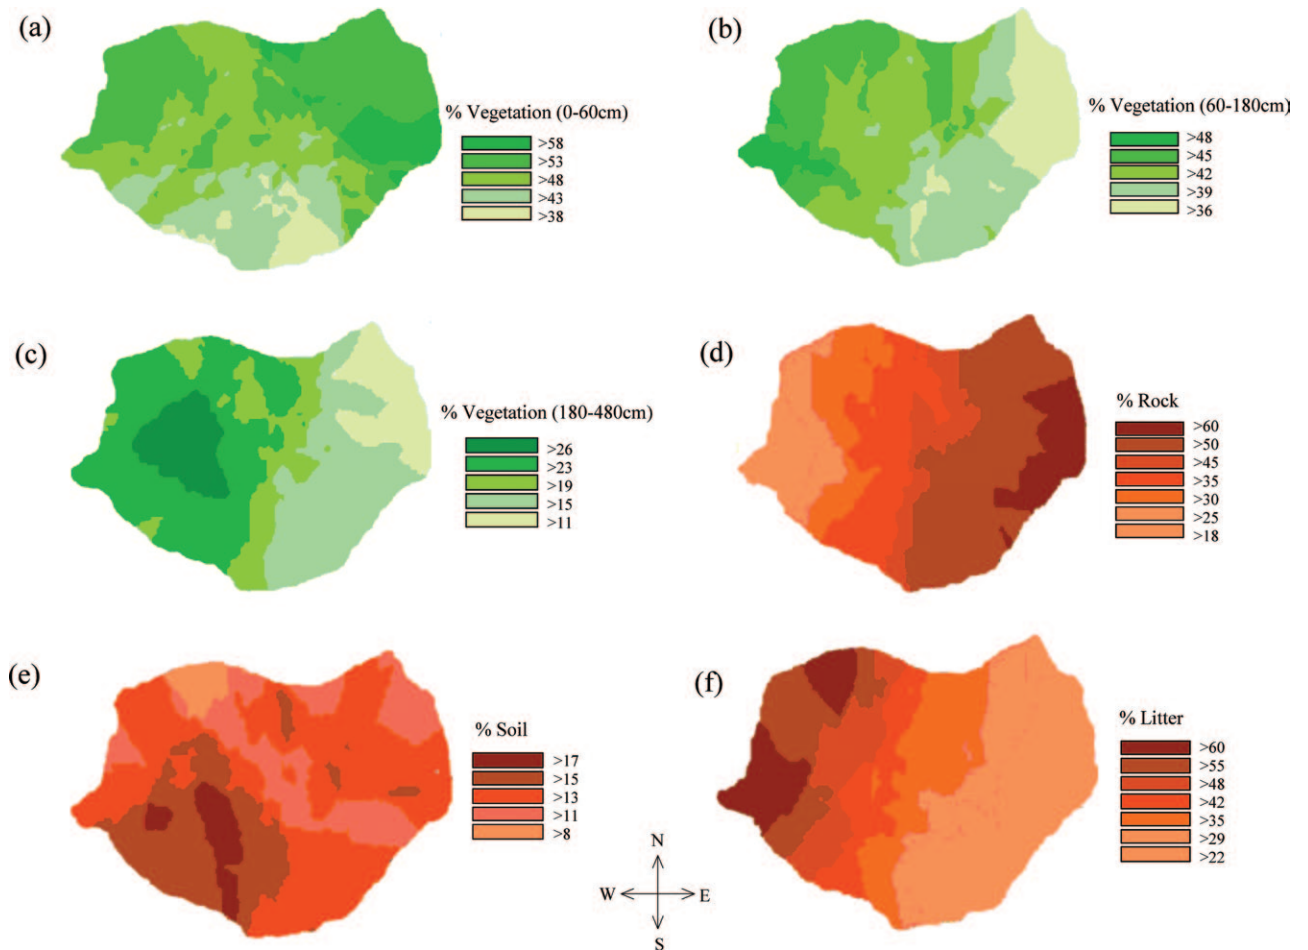 (a)
% Vegetation (0-60cm)
>58
>53
>48
>43
>38
(b)
% Vegetation (60-180cm)
>48
>45
>42
>39
>36
(c)
% Vegetation (180-480cm)
>26
>23
>19
>15
>11
(d)
% Rock
>60
>50
>45
>35
>30
>25
>18
(e)
% Soil
>17
>15
>13
>11
>8
N
W E
S
(f)
% Litter
>60
>55
>48
>42
>35
>29
>22